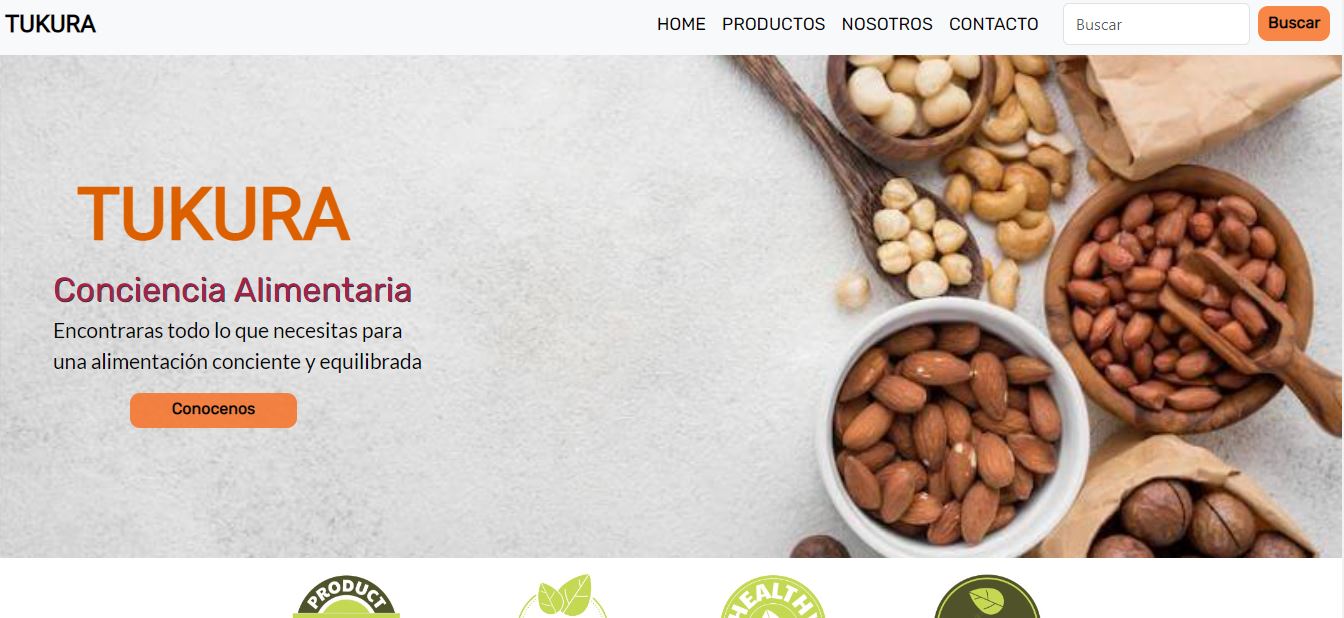 TUKURA
HOME PRODUCTOS NOSOTROS CONTACTO Buscar Buscar
TUKURA
Conciencia Alimentaria
Encontraras todo lo que necesitas para
una alimentación conciente y equilibrada
Conocenos
PRODUCT HEALTHY